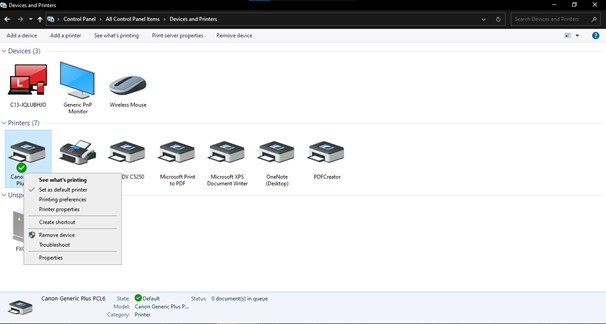 Devices and Printers
Control Panel > All Control Panel Items > Devices and Printers
Search Devices and Printers
Add a device Add a printer See what's printing Print server properties Remove device
Devices (3)
C13-JQLU8HJO
Generic PnP
Monitor
Wireless Mouse
Printers (7)
Canon
Plus
DV C5250
Microsoft Print
to PDF
Microsoft XPS
Document Writer
OneNote
(Desktop)
PDFCreator
See what's printing
Set as default printer
Printing preferences
Printer properties
Create shortcut
Remove device
Troubleshoot
Properties
Unsp
FX
Canon Generic Plus PCL6 State: Default Status: 0 document(s) in queue
Model: Canon Generic Plus P...
Category: Printer